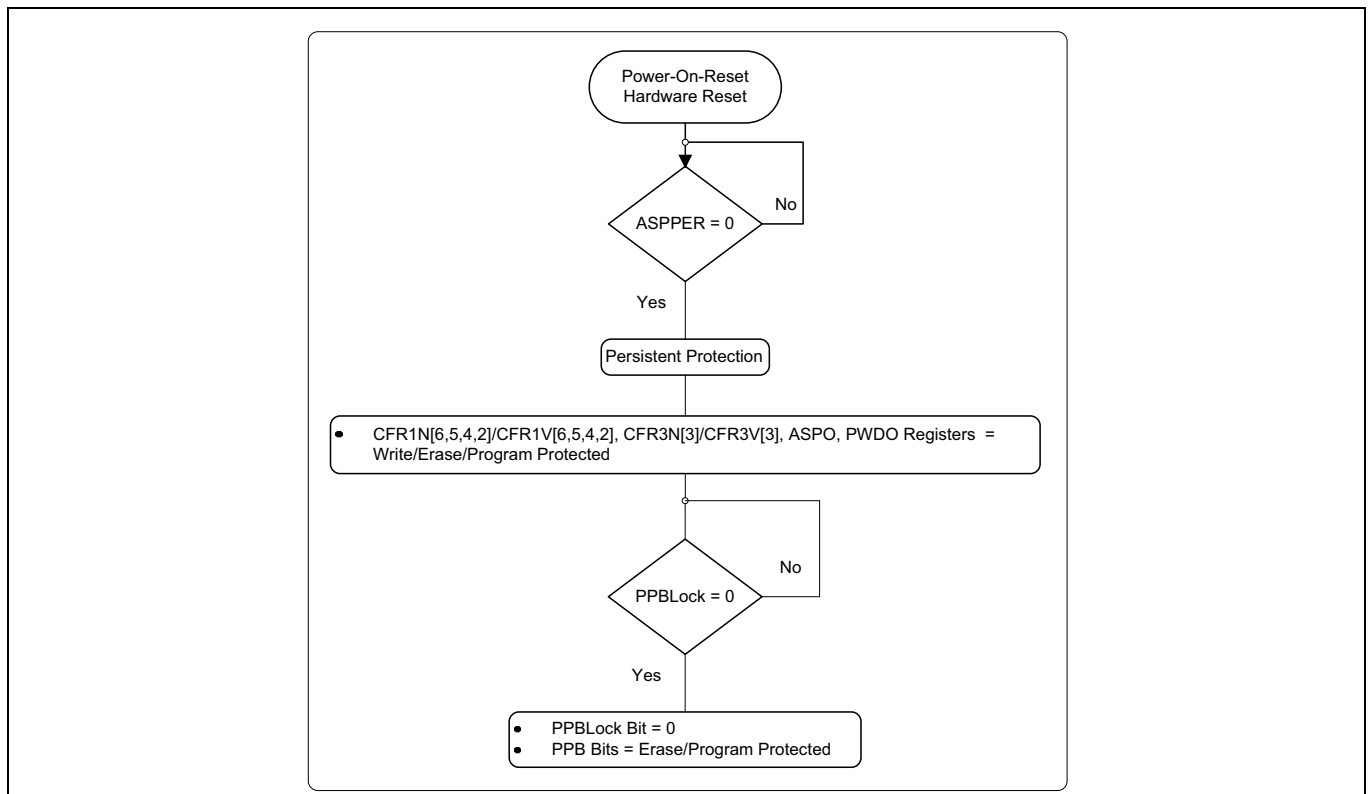 Power-On-Reset
Hardware Reset
No
ASPPER = 0
Yes
Persistent Protection
• CFR1N[6,5,4,2]/CFR1V[6,5,4,2], CFR3N[3]/CFR3V[3], ASPO, PWDO Registers =
Write/Erase/Program Protected
No
PPBLock = 0
Yes
• PPBLock Bit = 0
• PPB Bits = Erase/Program Protected